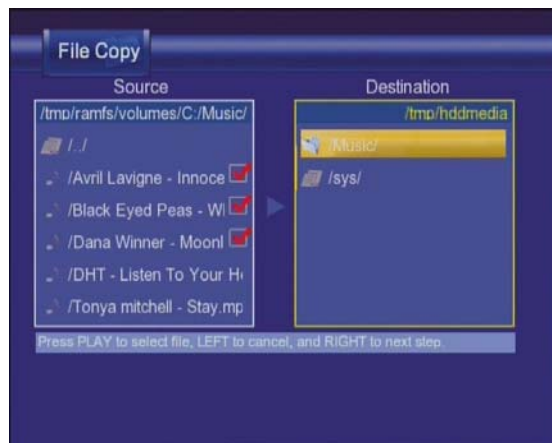 File Copy
Source
Destination
/tmp/ramfs/volumes/C:/Music/
/../
/Avril Lavigne - Innoce
/Black Eyed Peas - Wl
/Dana Winner - Moonl
/DHT - Listen To Your H
/Tonya mitchell - Stay.mp
/tmp/hddmedia
/Music/
/sys/
Press PLAY to select file, LEFT to cancel, and RIGHT to next step.